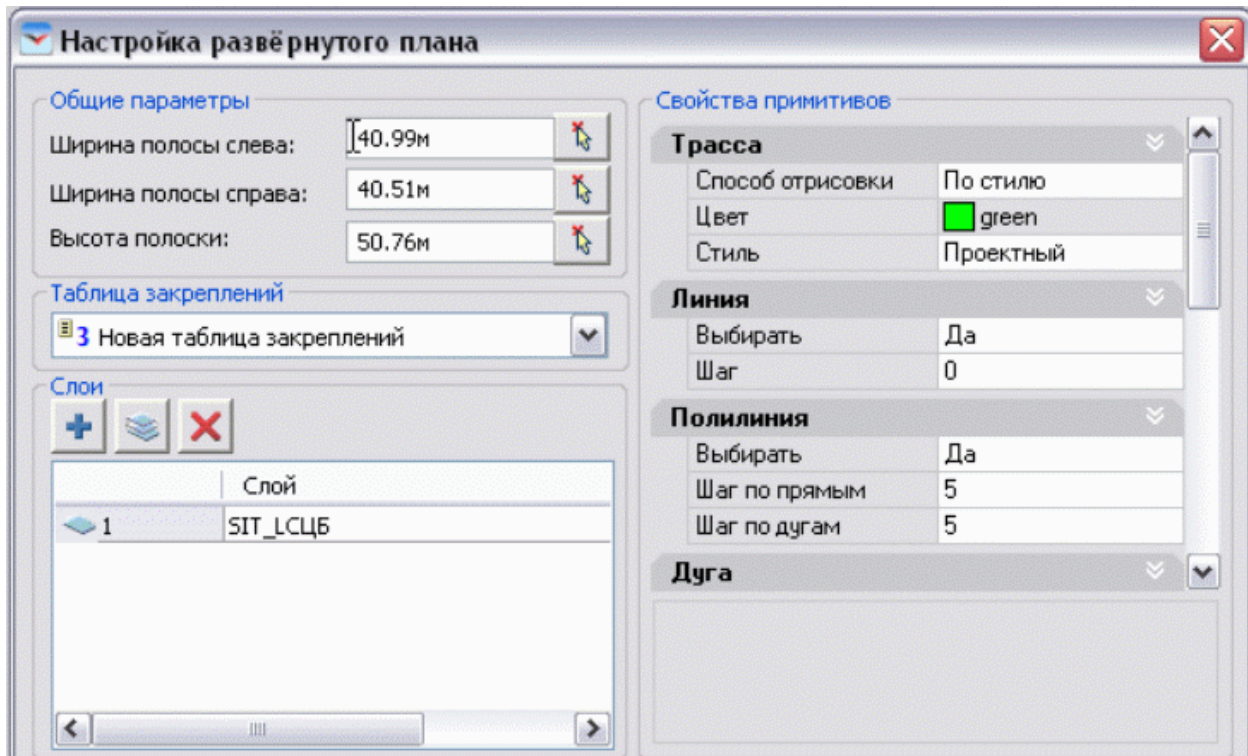 Настройка развёрнутого плана
Общие параметры
Ширина полосы слева: 40.99м
Ширина полосы справа: 40.51м
Высота полоски: 50.76м
Таблица закреплений
3 Новая таблица закреплений
Слои
Слой
1 SIT_LСЦБ
Свойства примитивов
Трасса
Способ отрисовки По стилю
Цвет green
Стиль Проектный
Линия
Выбирать Да
Шаг 0
Полилиния
Выбирать Да
Шаг по прямым 5
Шаг по дугам 5
Дуга